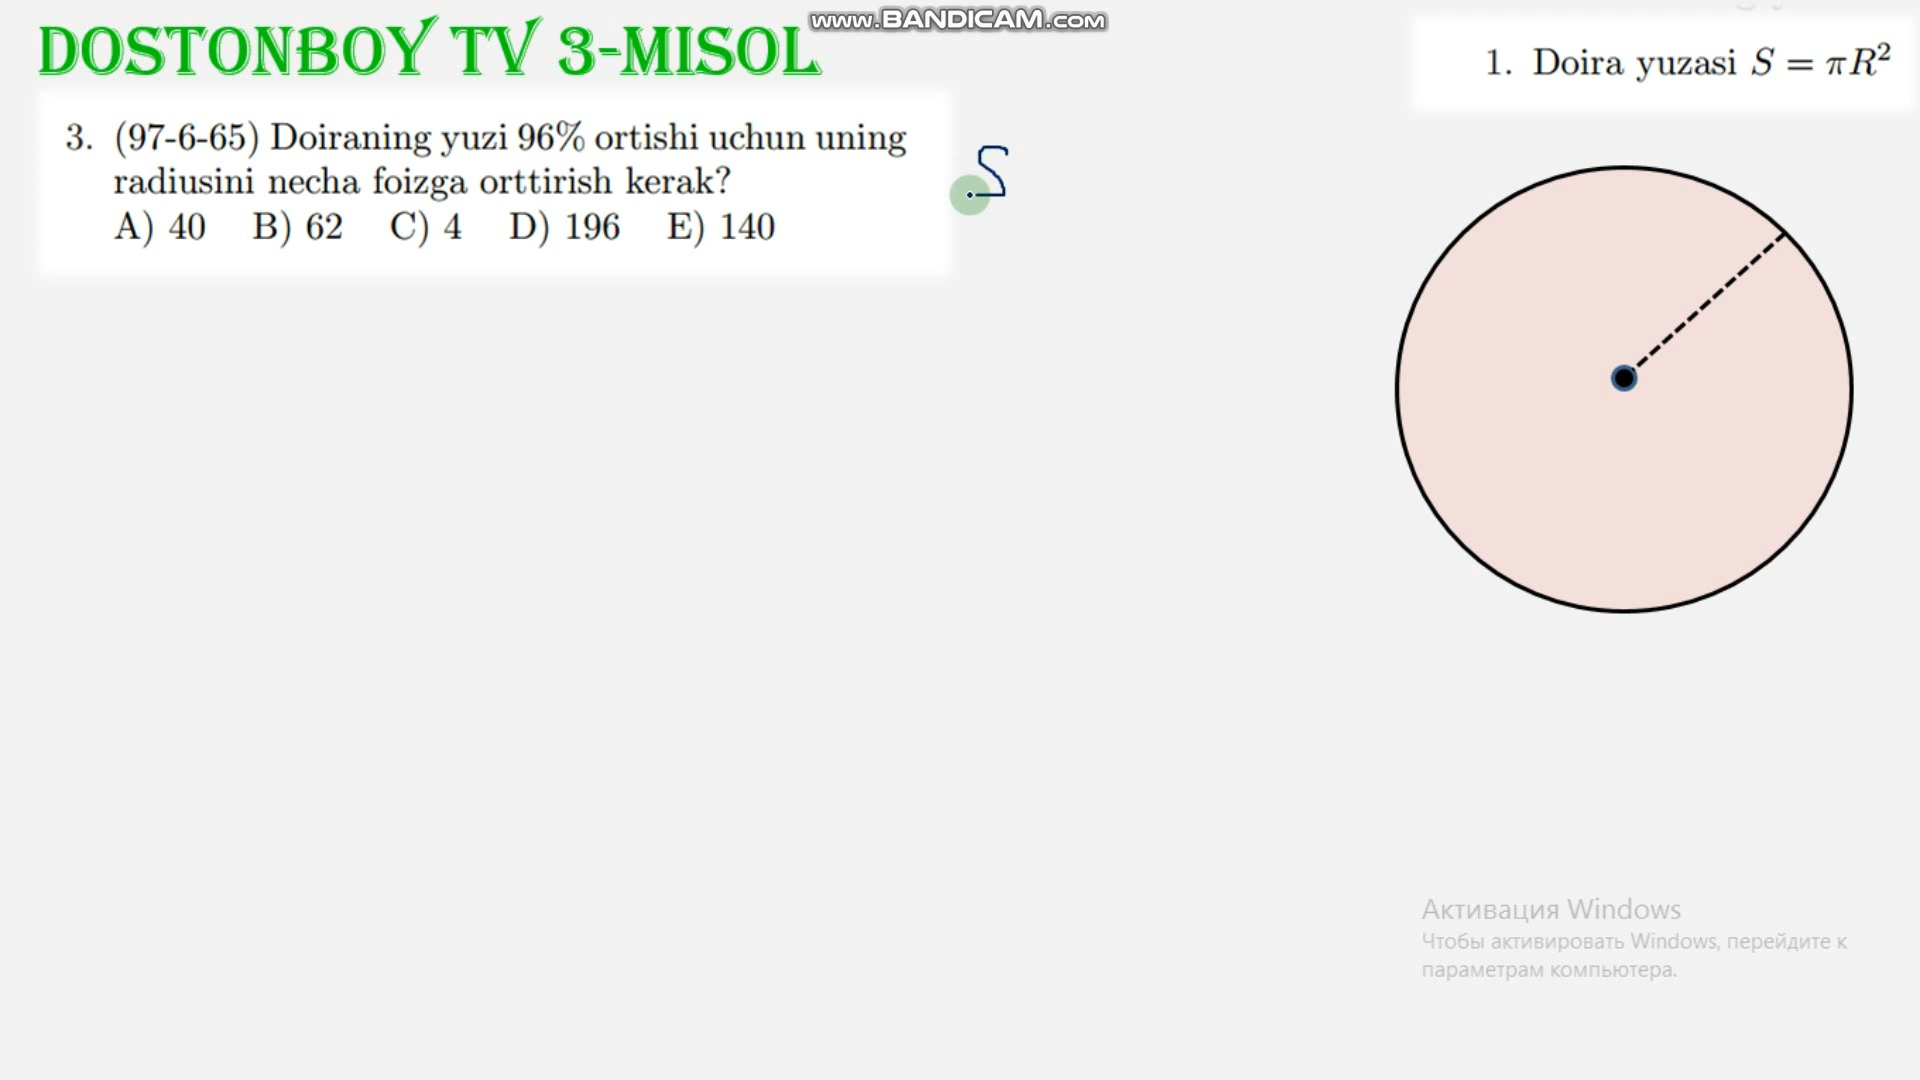 www.BANDICAM.com
DOSTONBOY TV 3-MISOL
1. Doira yuzasi S = πR²
3. (97-6-65) Doiraning yuzi 96% ortishi uchun uning
radiusini necha foizga orttirish kerak?
A) 40 B) 62 C) 4 D) 196 E) 140
S
Активация Windows
Чтобы активировать Windows, перейдите к
параметрам компьютера.